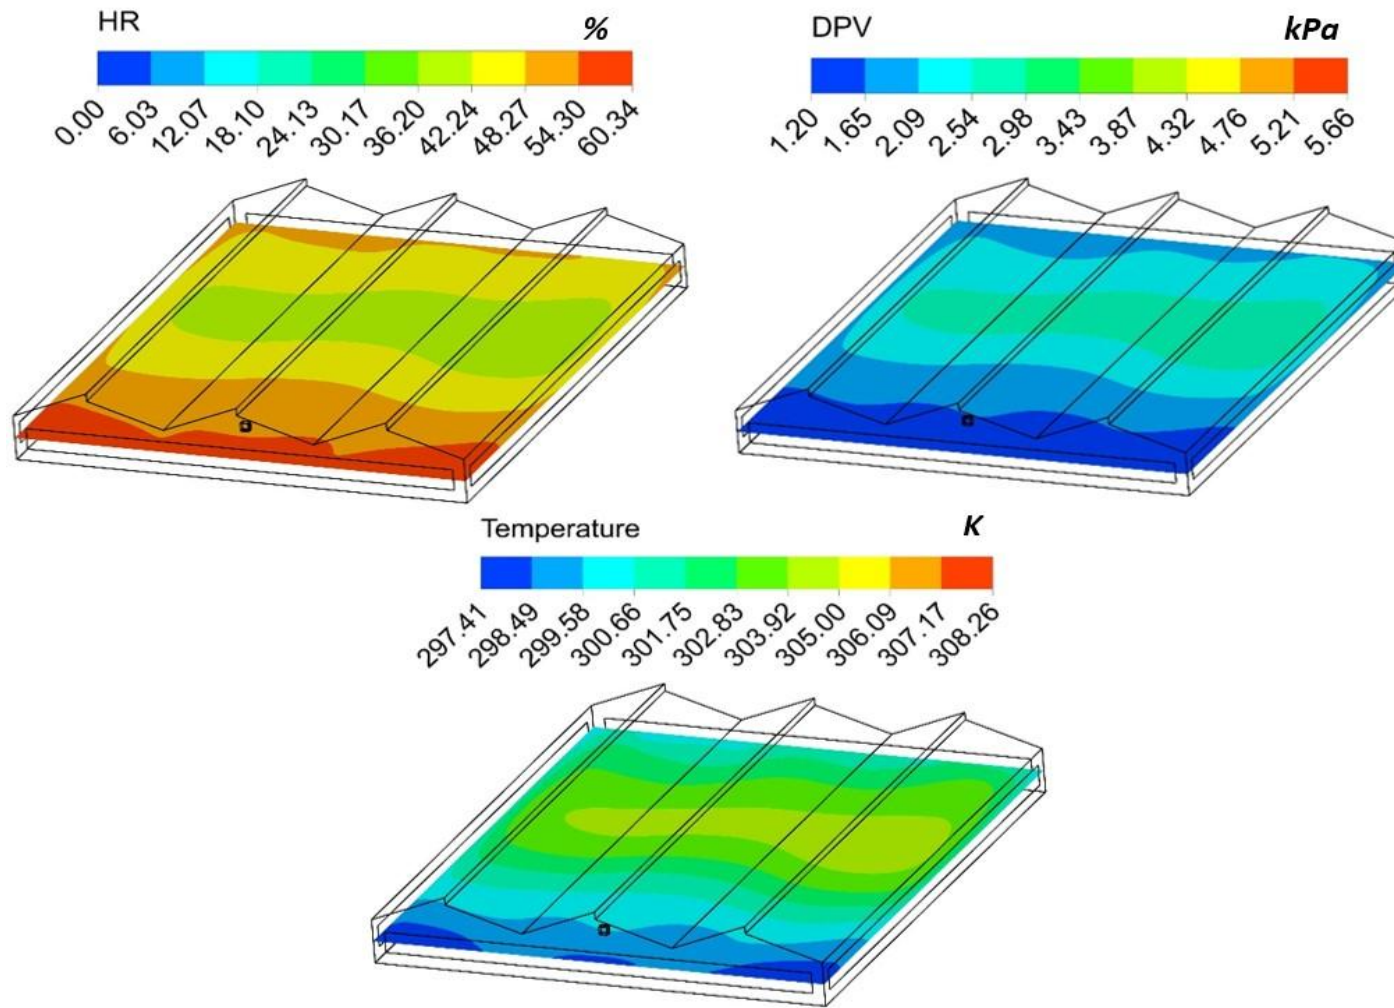 HR %
0.00 6.03 12.07 18.10 24.13 30.17 36.20 42.24 48.27 54.30 60.34
DPV kPa
1.20 1.65 2.09 2.54 2.98 3.43 3.87 4.32 4.76 5.21 5.66
Temperature K
297.41 298.49 299.58 300.66 301.75 302.83 303.92 305.00 306.09 307.17 308.26